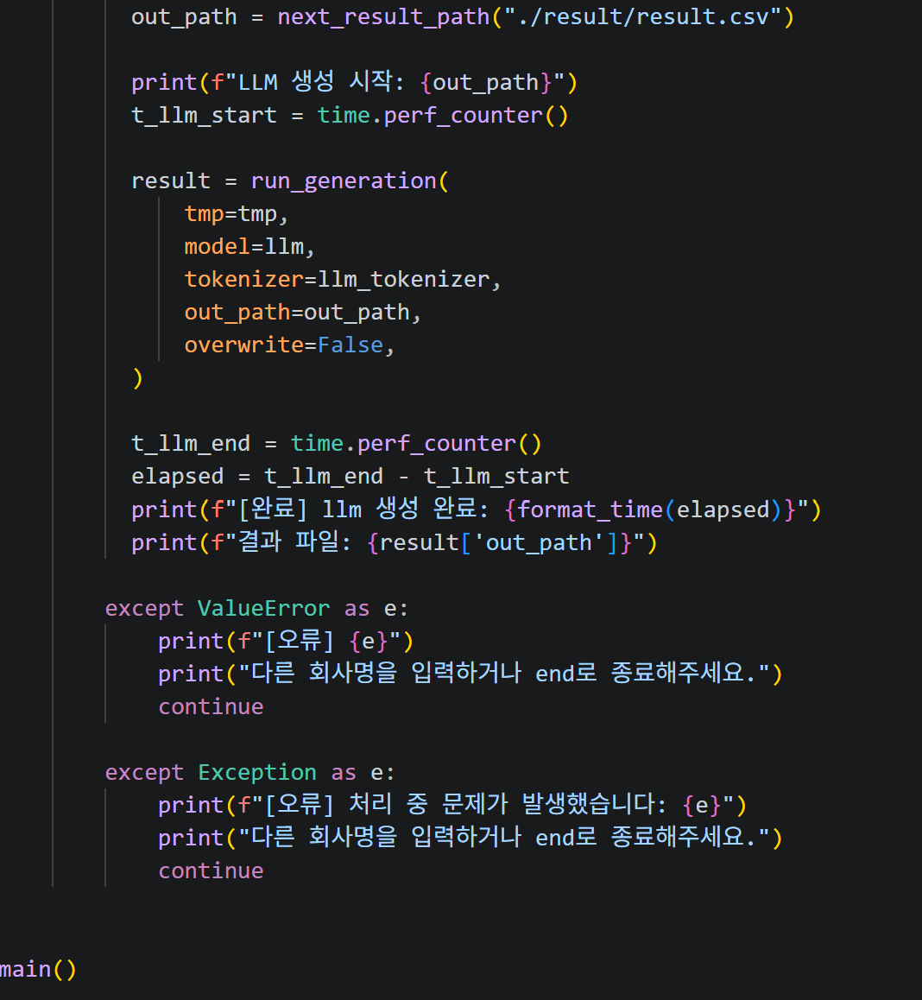 out_path = next_result_path("./result/result.csv")
print(f"LLM 생성 시작: {out_path}")
t_llm_start = time.perf_counter()
result = run_generation(
tmp=tmp,
model=llm,
tokenizer=llm_tokenizer,
out_path=out_path,
overwrite=False,
)
t_llm_end = time.perf_counter()
elapsed = t_llm_end - t_llm_start
print(f"[완료] llm 생성 완료: {format_time(elapsed)}")
print(f"결과 파일: {result['out_path']}")
except ValueError as e:
print(f"[오류] {e}")
print("다른 회사명을 입력하거나 end로 종료해주세요.")
continue
except Exception as e:
print(f"[오류] 처리 중 문제가 발생했습니다: {e}")
print("다른 회사명을 입력하거나 end로 종료해주세요.")
continue
main()